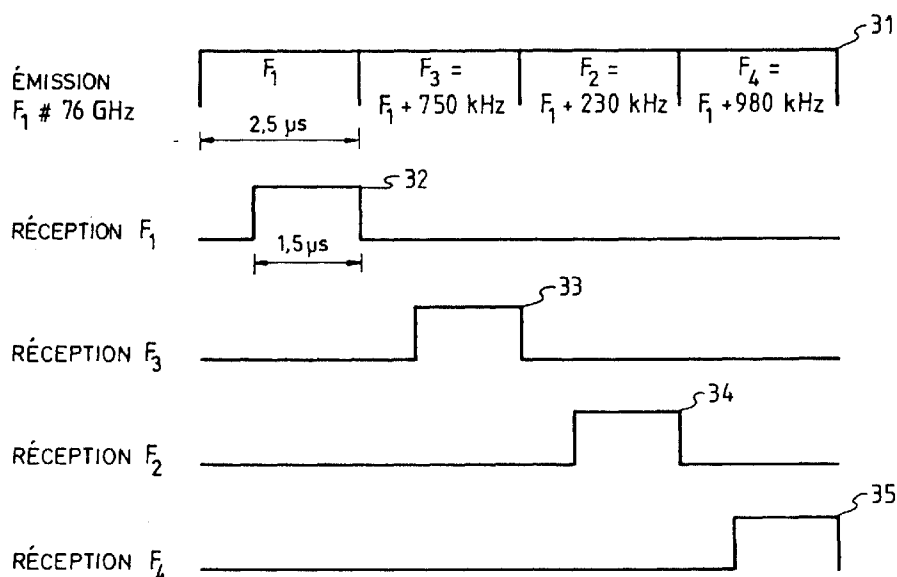 31
ÉMISSION
F₁ # 76 GHz
F₁
F₃ =
F₁ + 750 kHz
F₂ =
F₁ + 230 kHz
F₄ =
F₁ +980 kHz
2,5 µs
32
RÉCEPTION F₁
1,5 µs
33
RÉCEPTION F₃
34
RÉCEPTION F₂
35
RÉCEPTION F₄